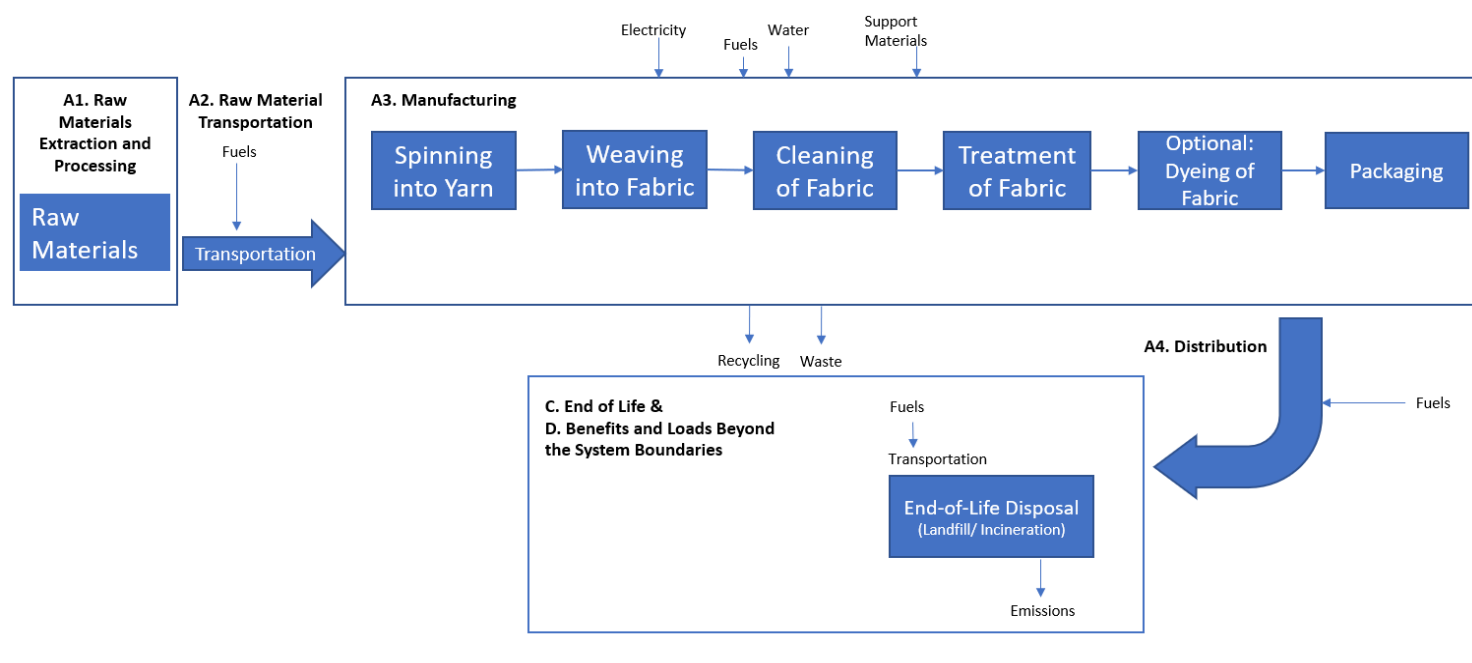 Electricity
Fuels
Water
Support
Materials
A1. Raw
Materials
Extraction and
Processing
Raw
Materials
A2. Raw Material
Transportation
Fuels
Transportation
A3. Manufacturing
Spinning
into Yarn
Weaving
into Fabric
Cleaning
of Fabric
Treatment
of Fabric
Optional:
Dyeing of
Fabric
Packaging
Recycling
Waste
A4. Distribution
Fuels
C. End of Life &
D. Benefits and Loads Beyond
the System Boundaries
Fuels
Transportation
End-of-Life Disposal
(Landfill/ Incineration)
Emissions